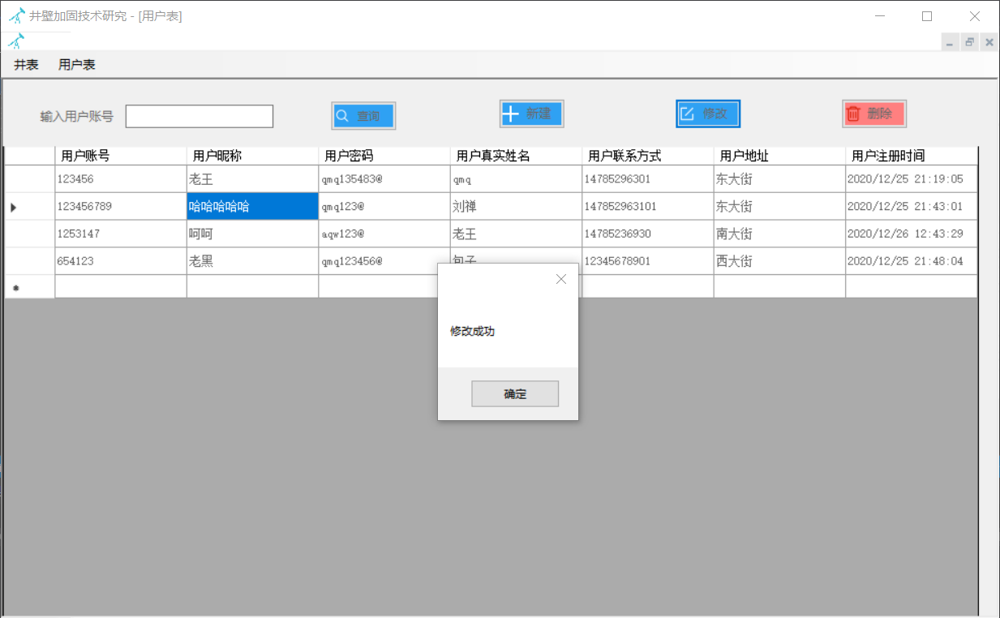 井壁加固技术研究 - [用户表]
井表 用户表
输入用户账号 查询 新建 修改 删除
用户账号 用户昵称 用户密码 用户真实姓名 用户联系方式 用户地址 用户注册时间
123456 老王 qmq135483@ qmq 14785296301 东大街 2020/12/25 21:19:05
123456789 哈哈哈哈哈 qmq123@ 刘禅 147852963101 东大街 2020/12/25 21:43:01
1253147 呵呵 aqw123@ 老王 14785236930 南大街 2020/12/26 12:43:29
654123 老黑 qmq123456@ 包子 12345678901 西大街 2020/12/25 21:48:04
修改成功
确定